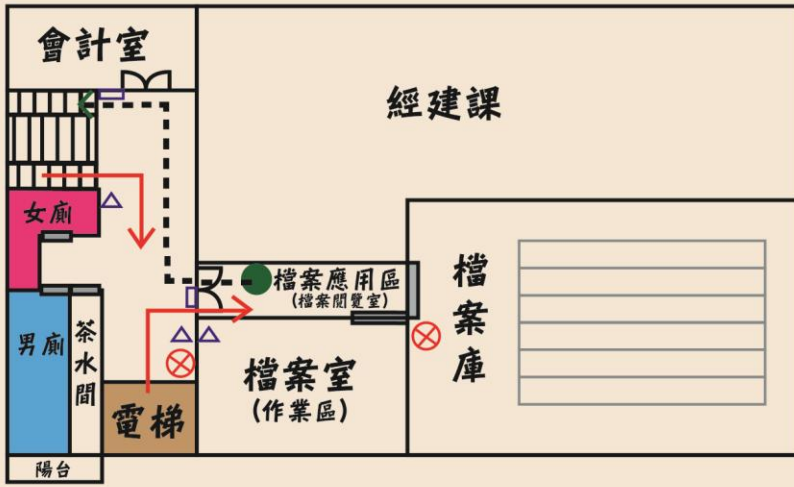 會計室
經建課
女廁
檔案應用區
(檔案閱覽室)
檔案庫
男廁
茶水間
檔案室
(作業區)
電梯
陽台